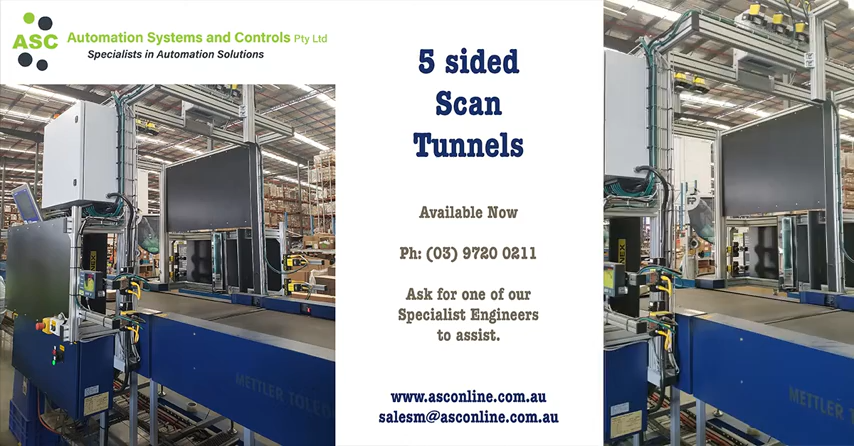 ASC
Automation Systems and Controls Pty Ltd
Specialists in Automation Solutions
5 sided
Scan
Tunnels
Available Now
Ph: (03) 9720 0211
Ask for one of our
Specialist Engineers
to assist.
www.asconline.com.au
salesm@asconline.com.au
METTLER TOLEDO
METTLER TO